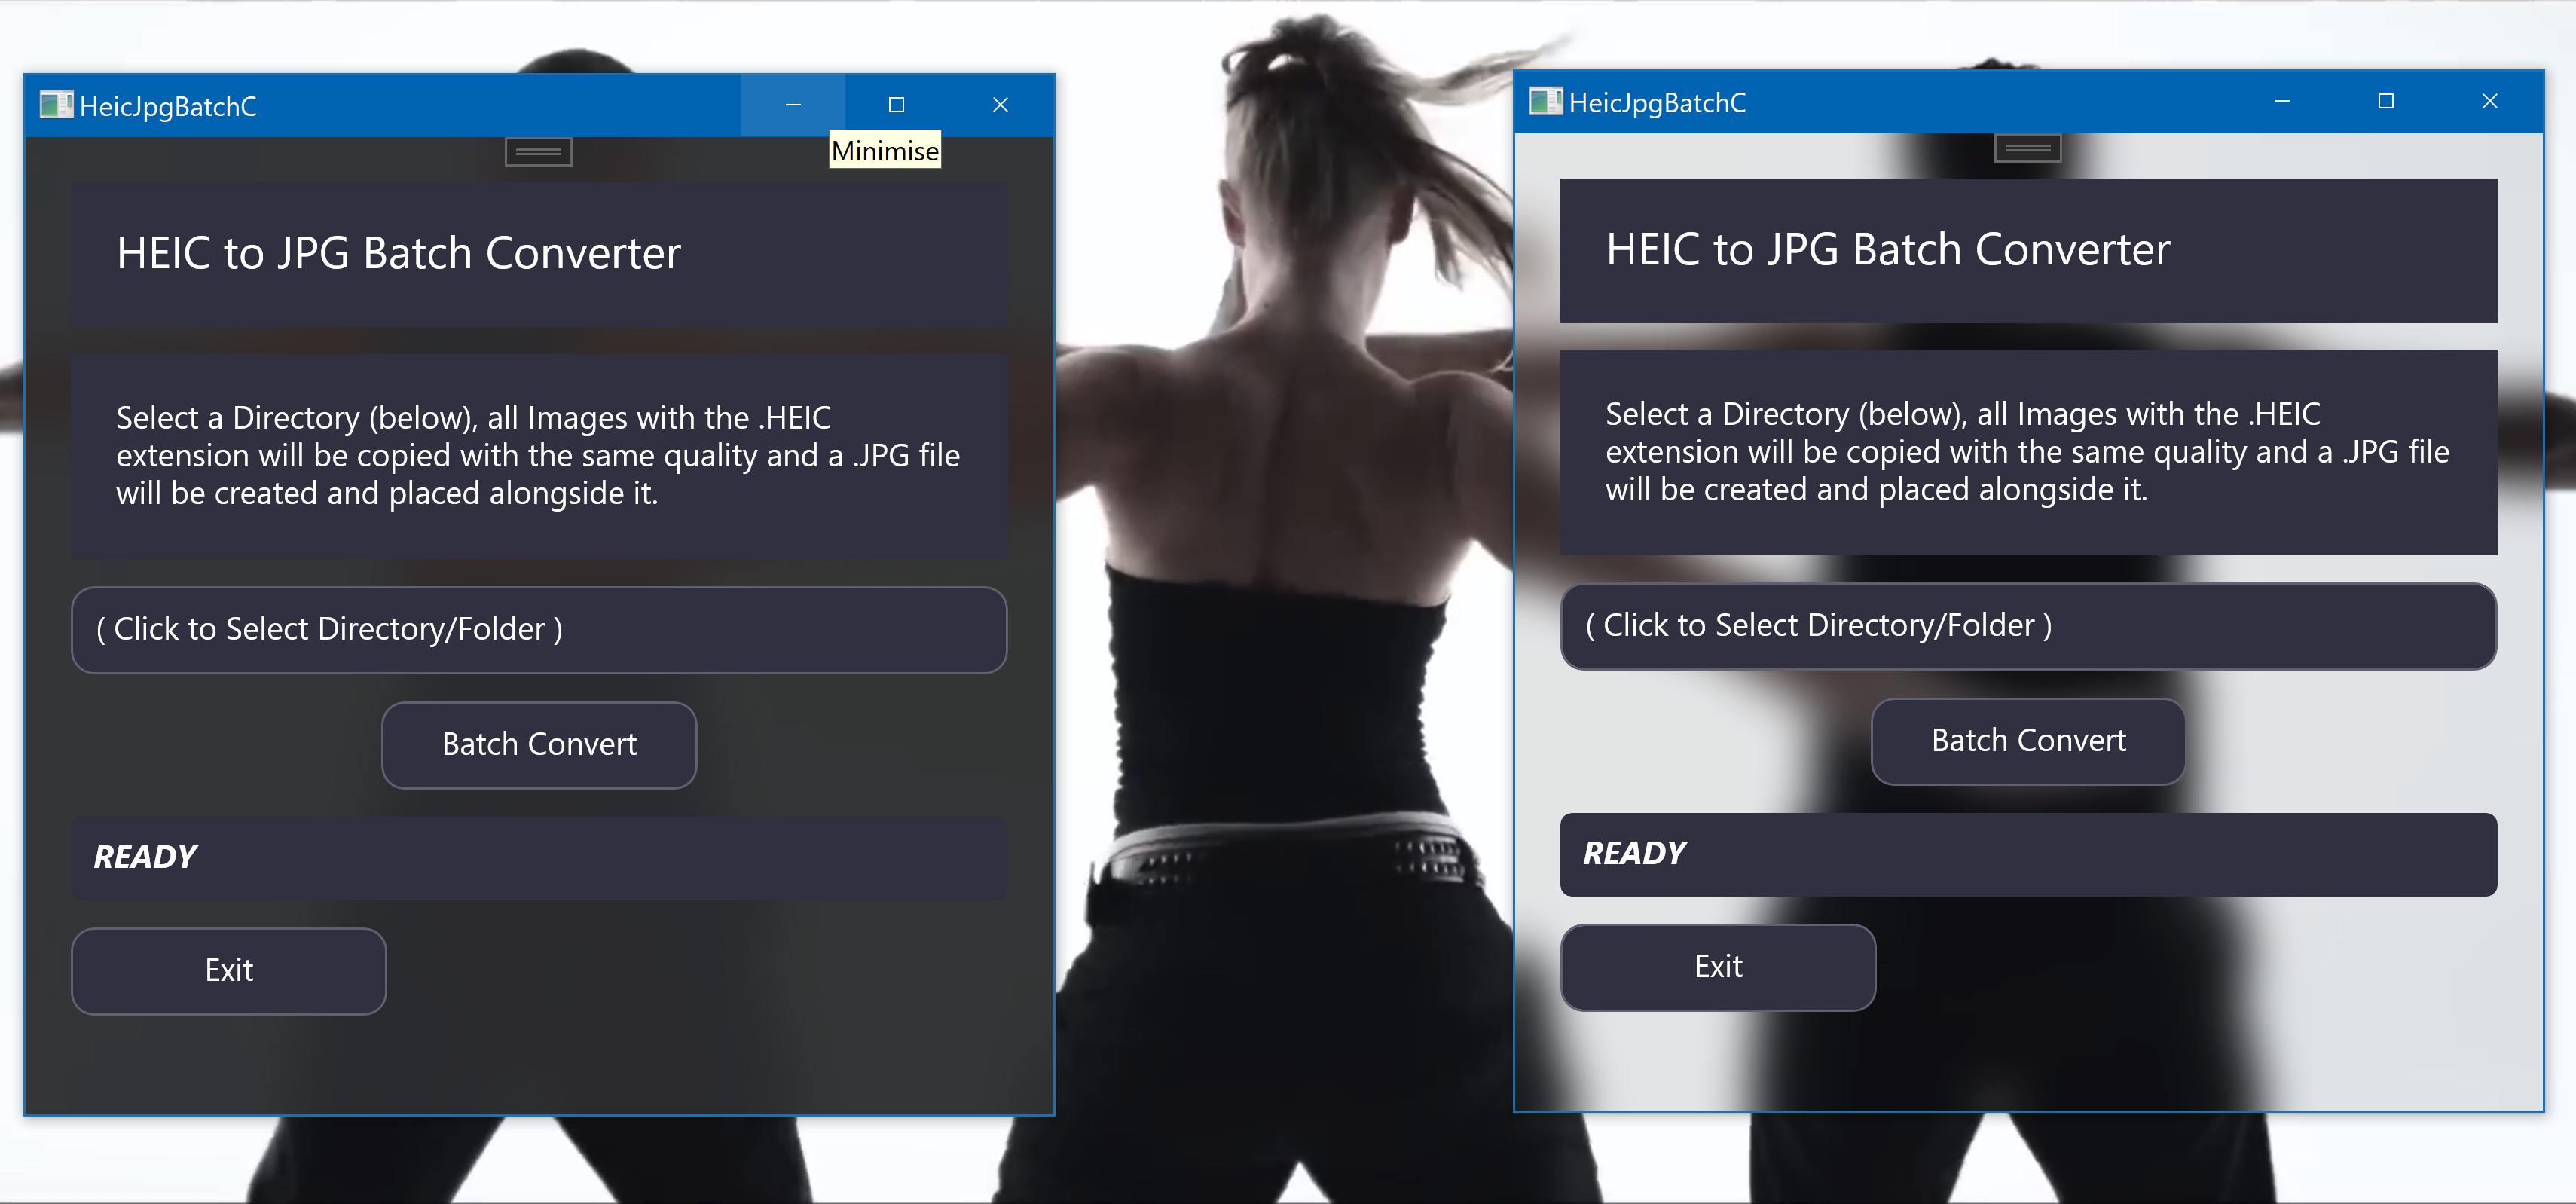 HeicJpgBatchC
Minimise
HEIC to JPG Batch Converter
Select a Directory (below), all Images with the .HEIC
extension will be copied with the same quality and a .JPG file
will be created and placed alongside it.
( Click to Select Directory/Folder )
Batch Convert
READY
Exit
HeicJpgBatchC
HEIC to JPG Batch Converter
Select a Directory (below), all Images with the .HEIC
extension will be copied with the same quality and a .JPG file
will be created and placed alongside it.
( Click to Select Directory/Folder )
Batch Convert
READY
Exit